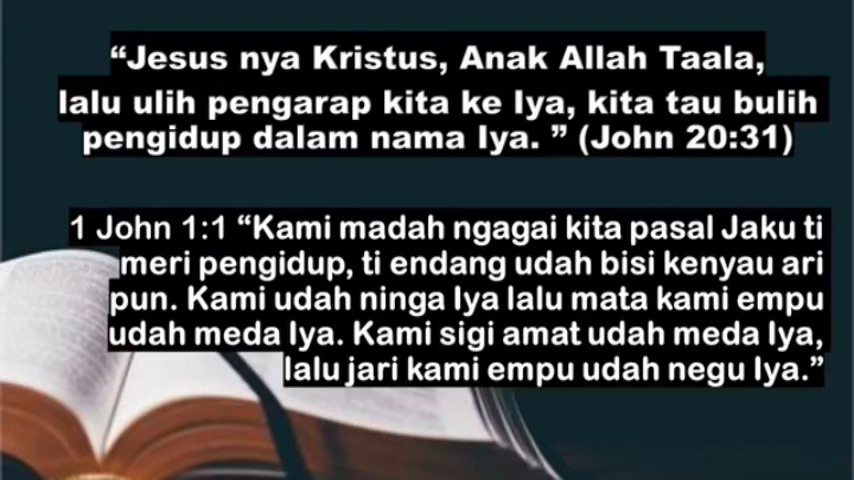 “Jesus nya Kristus, Anak Allah Taala,
lalu ulih pengarap kita ke Iya, kita tau bulih
pengidup dalam nama Iya. ” (John 20:31)
1 John 1:1 “Kami madah ngagai kita pasal Jaku ti
meri pengidup, ti endang udah bisi kenyau ari
pun. Kami udah ninga Iya lalu mata kami empu
udah meda Iya. Kami sigi amat udah meda Iya,
lalu jari kami empu udah negu Iya.”